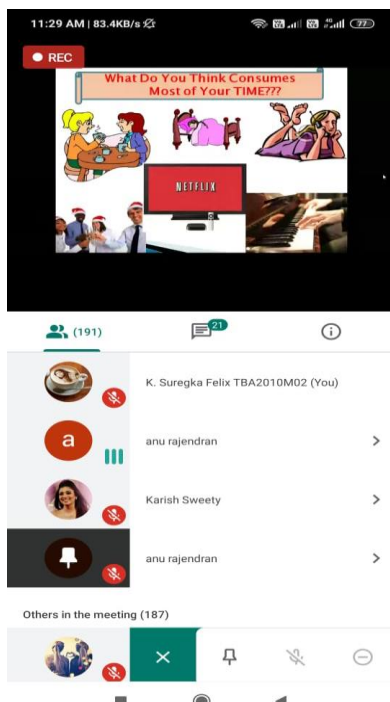 11:29 AM | 83.4KB/s
77
REC
What Do You Think Consumes
Most of Your TIME???
NETFLIX
(191)
21
K. Suregka Felix TBA2010M02 (You)
a
anu rajendran
Karish Sweety
anu rajendran
Others in the meeting (187)